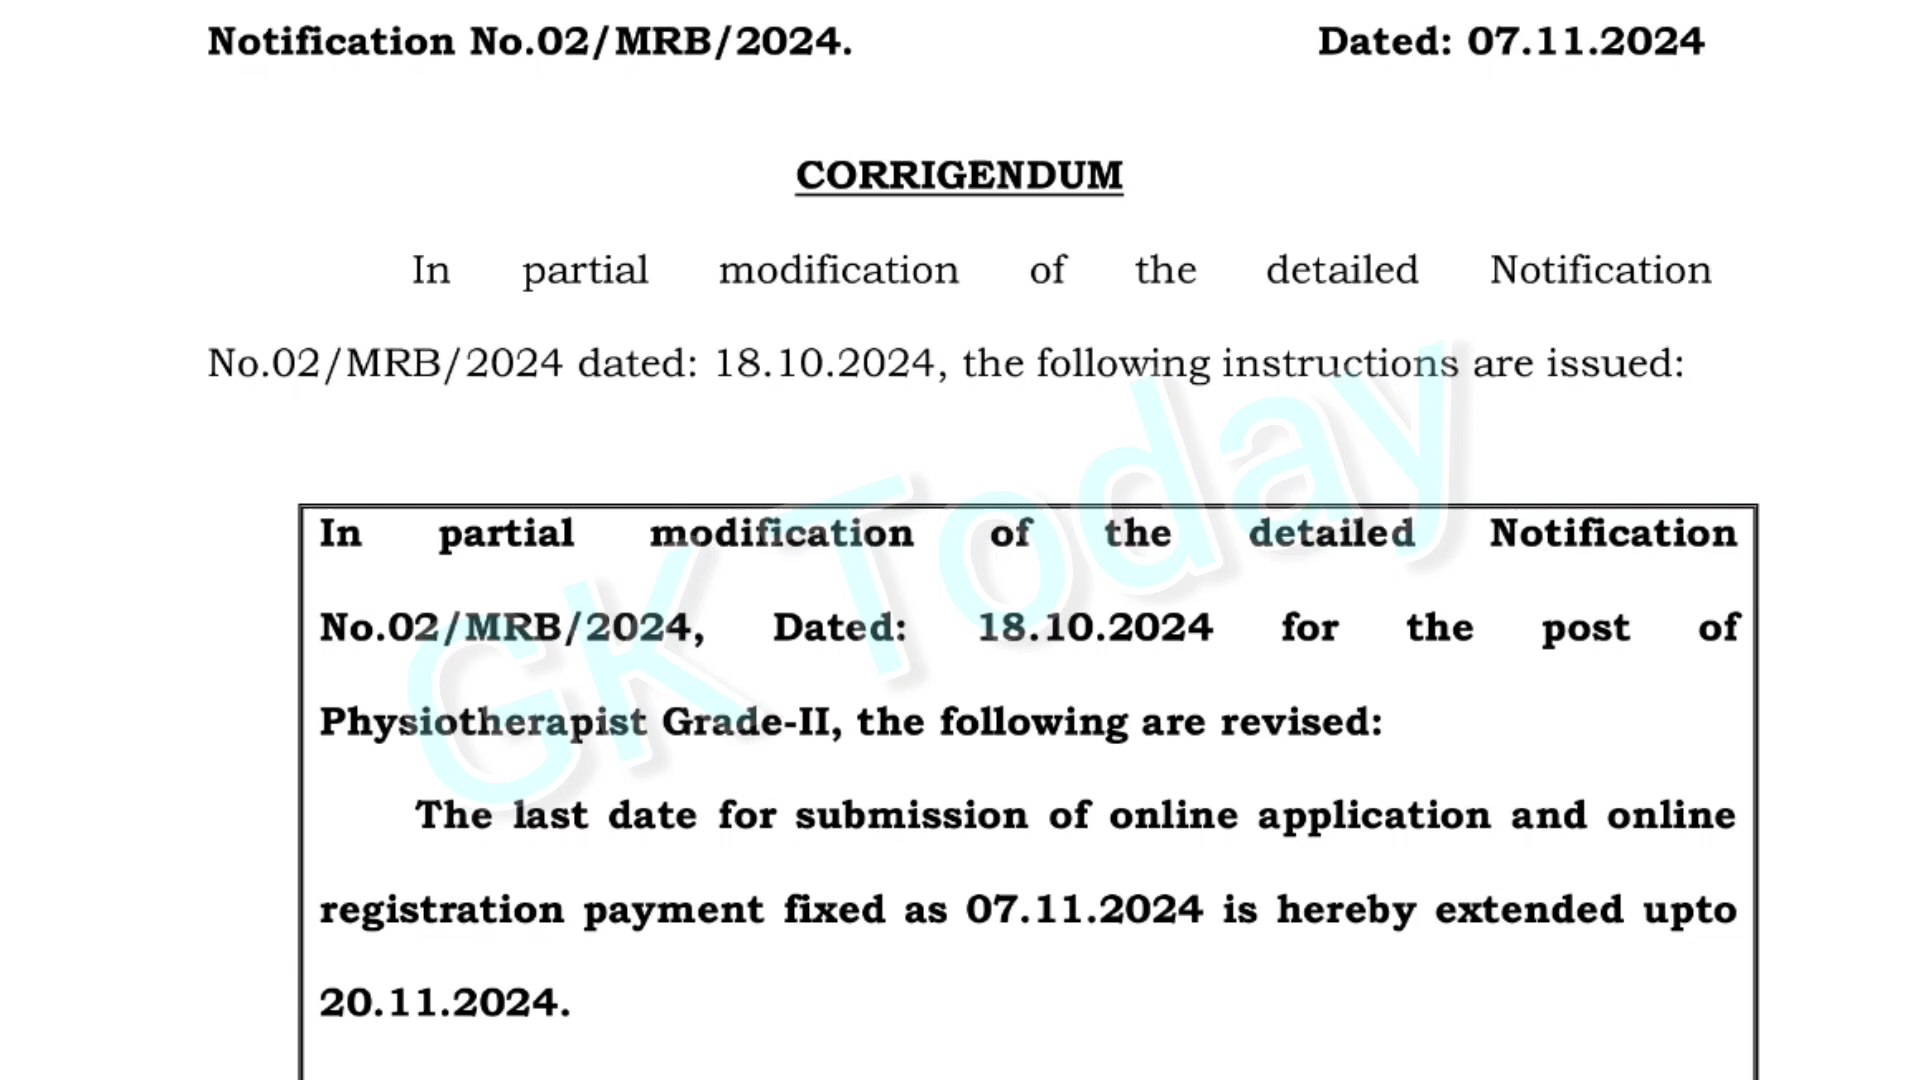 Notification No.02/MRB/2024. Dated: 07.11.2024
CORRIGENDUM
In partial modification of the detailed Notification
No.02/MRB/2024 dated: 18.10.2024, the following instructions are issued:
In partial modification of the detailed Notification
No.02/MRB/2024, Dated: 18.10.2024 for the post of
Physiotherapist Grade-II, the following are revised:
The last date for submission of online application and online
registration payment fixed as 07.11.2024 is hereby extended upto
20.11.2024.
GK Today